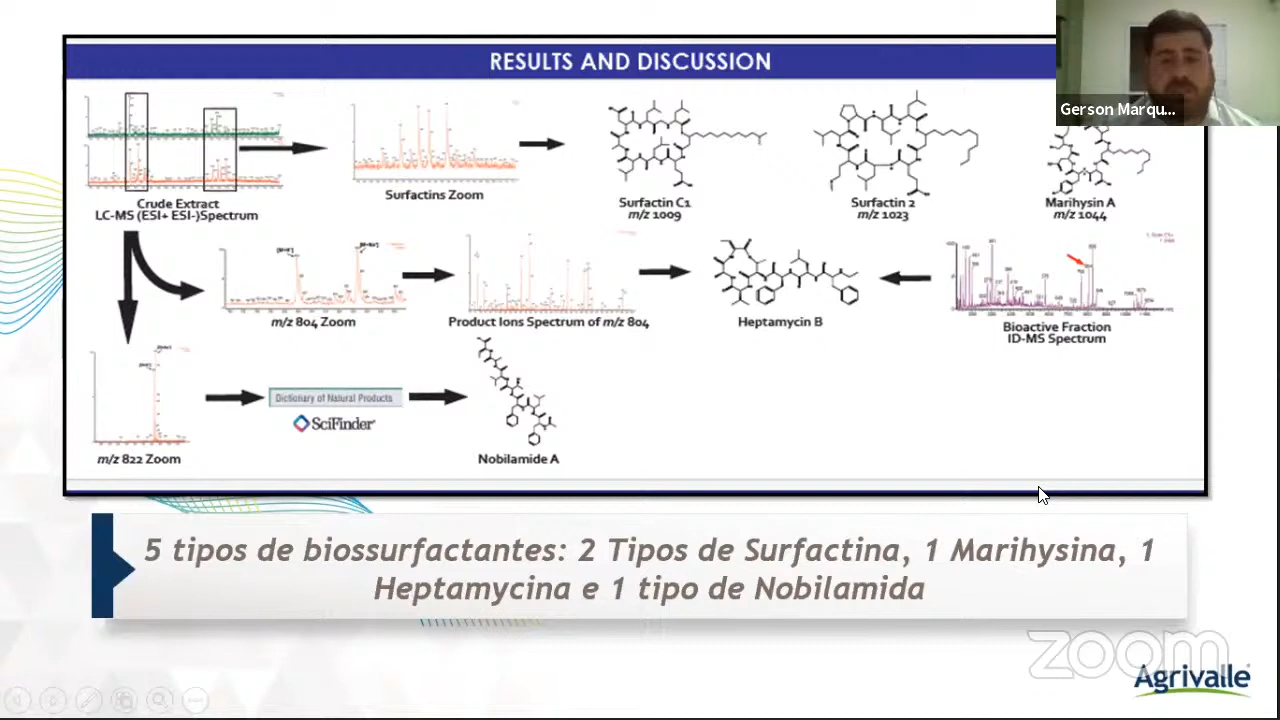 RESULTS AND DISCUSSION
Gerson Marqu...
Crude Extract
LC-MS (ESI+ ESI-)Spectrum
Surfactins Zoom
Surfactin C1
m/z 1009
Surfactin 2
m/z 1023
Marihysin A
m/z 1044
m/z 804 Zoom
Product Ions Spectrum of m/z 804
Heptamycin B
Bioactive Fraction
ID-MS Spectrum
m/z 822 Zoom
Dictionary of Natural Products
SciFinder
Nobilamide A
5 tipos de biossurfactantes: 2 Tipos de Surfactina, 1 Marihysina, 1
Heptamycina e 1 tipo de Nobilamida
zoom
Agrivalle